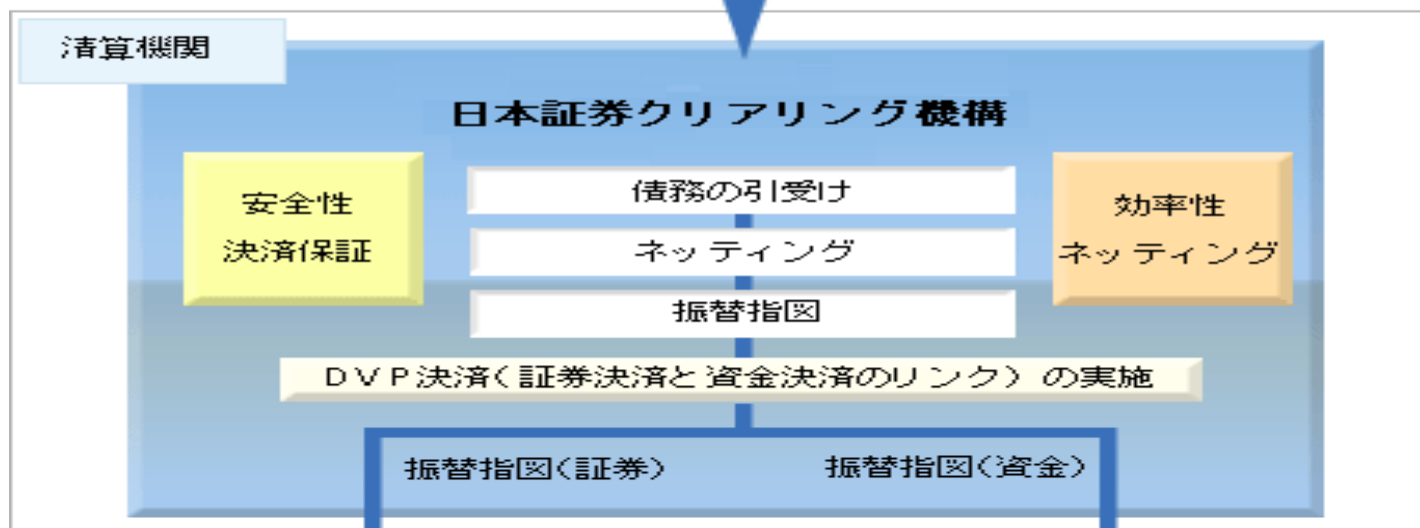 清算機関
日本証券クリアリング機構
安全性
決済保証
債務の引受け
ネッティング
振替指図
効率性
ネッティング
DVP決済(証券決済と資金決済のリンク)の実施
振替指図(証券)
振替指図(資金)